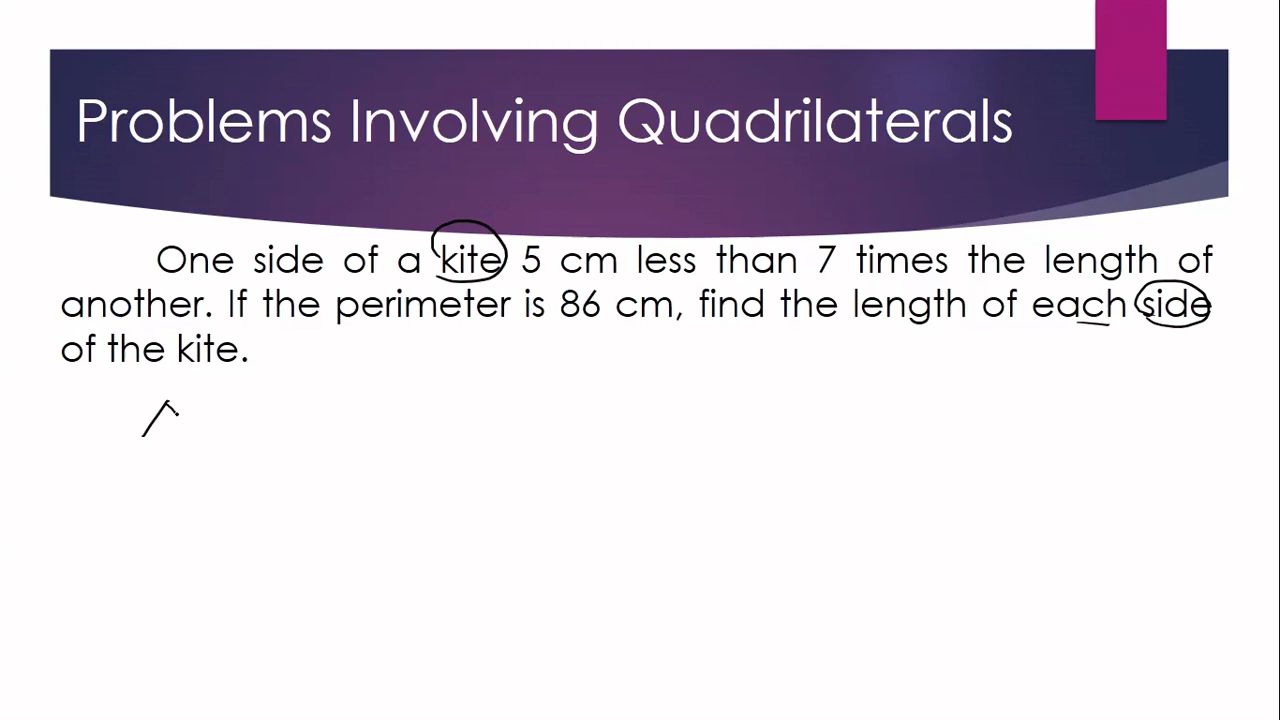 Problems Involving Quadrilaterals
One side of a kite 5 cm less than 7 times the length of
another. If the perimeter is 86 cm, find the length of each side
of the kite.